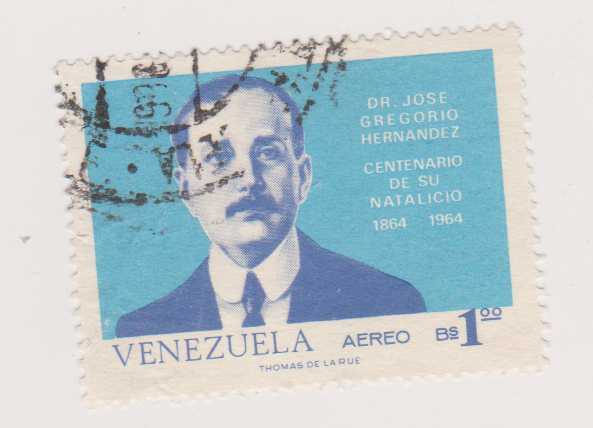 DR. JOSE
GREGORIO
HERNANDEZ
CENTENARIO
DE SU
NATALICIO
1864 1964
VENEZUELA AEREO Bs 1.00
THOMAS DE LA RUE